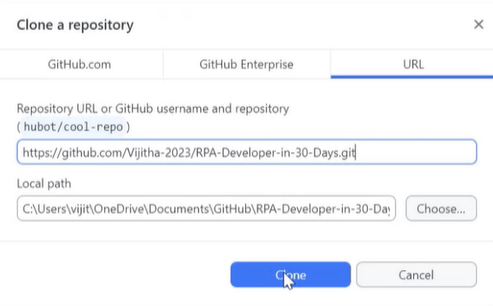 Clone a repository
GitHub.com
GitHub Enterprise
URL
Repository URL or GitHub username and repository
( hubot/cool-repo )
https://github.com/Vijitha-2023/RPA-Developer-in-30-Days.git
Local path
C:\Users\vijit\OneDrive\Documents\GitHub\RPA-Developer-in-30-Day
Choose...
Clone
Cancel